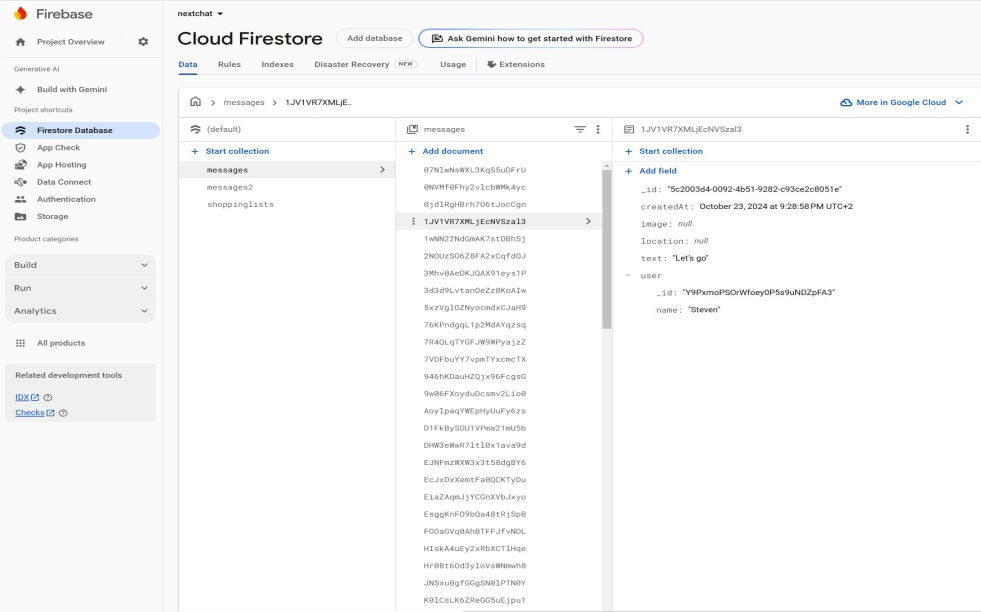 Firebase
Project Overview
Generative AI
Build with Gemini
Project shortcuts
Firestore Database
App Check
App Hosting
Data Connect
Authentication
Storage
Product categories
Build
Run
Analytics
All products
Related development tools
IDX
Checks
nextchat
Cloud Firestore
Add database
Ask Gemini how to get started with Firestore
Data Rules Indexes Disaster Recovery NEW Usage Extensions
messages > 1JV1VR7XMLjE..
More in Google Cloud
(default)
+ Start collection
messages
messages2
shoppinglists
messages
+ Add document
07NlwNsWXL3KqS5uDFrU
0NVMf0Fhy2vlcbWMk4yc
0jdlRgHBrh7O6tJocCgn
1JV1VR7XMLjEcNVSzal3
1wNN22NdGmAK7stDBhSj
2NOUzSO6Z8FA2xCqfdOJ
3Mhv0AeDKJQAX91eys1P
3d3d9LvtanOeZz0KoAIw
5xzVglOZNyocmdxCJaH9
76KPndgqL1p2MdAYqzsq
7R4QLqTYGFJW9WPyajzZ
7VDFbuYY7vpmTYxcmcTX
946hKDauHZQjx96FcgsG
9w06FXoyduDcsmv2Lio0
AoylpaqYWEpHyUuFy6zs
D1FkBySGU1VPma21mU5b
DHW3eWwR7ltl0x1ava9d
EJNFmzWXW3x3t58dgBY6
EcJxDxXemtFa0QCKTyDu
EiaZAqmJjYCGnXVbJxyo
EsggKnFO9bQa48tRjSpB
FGOaGVq0AhBTFFJfvNDL
HIskA4uEy2xRbXCTlHqe
Hr08t6Od3yloVsWNmwh8
JNSxu0gfGGgSN0lPTN0Y
K0lCsLK6ZReGG5uEjpu1
1JV1VR7XMLjEcNVSzal3
+ Start collection
+ Add field
_id: "5c2003d4-0092-4b51-9282-c93ce2c8051e"
createdAt: October 23, 2024 at 9:28:58 PM UTC+2
image: null
location: null
text: "Let's go"
user
_id: "Y9PxmoPSOrWfoey0P5s9uNDZpFA3"
name: "Steven"